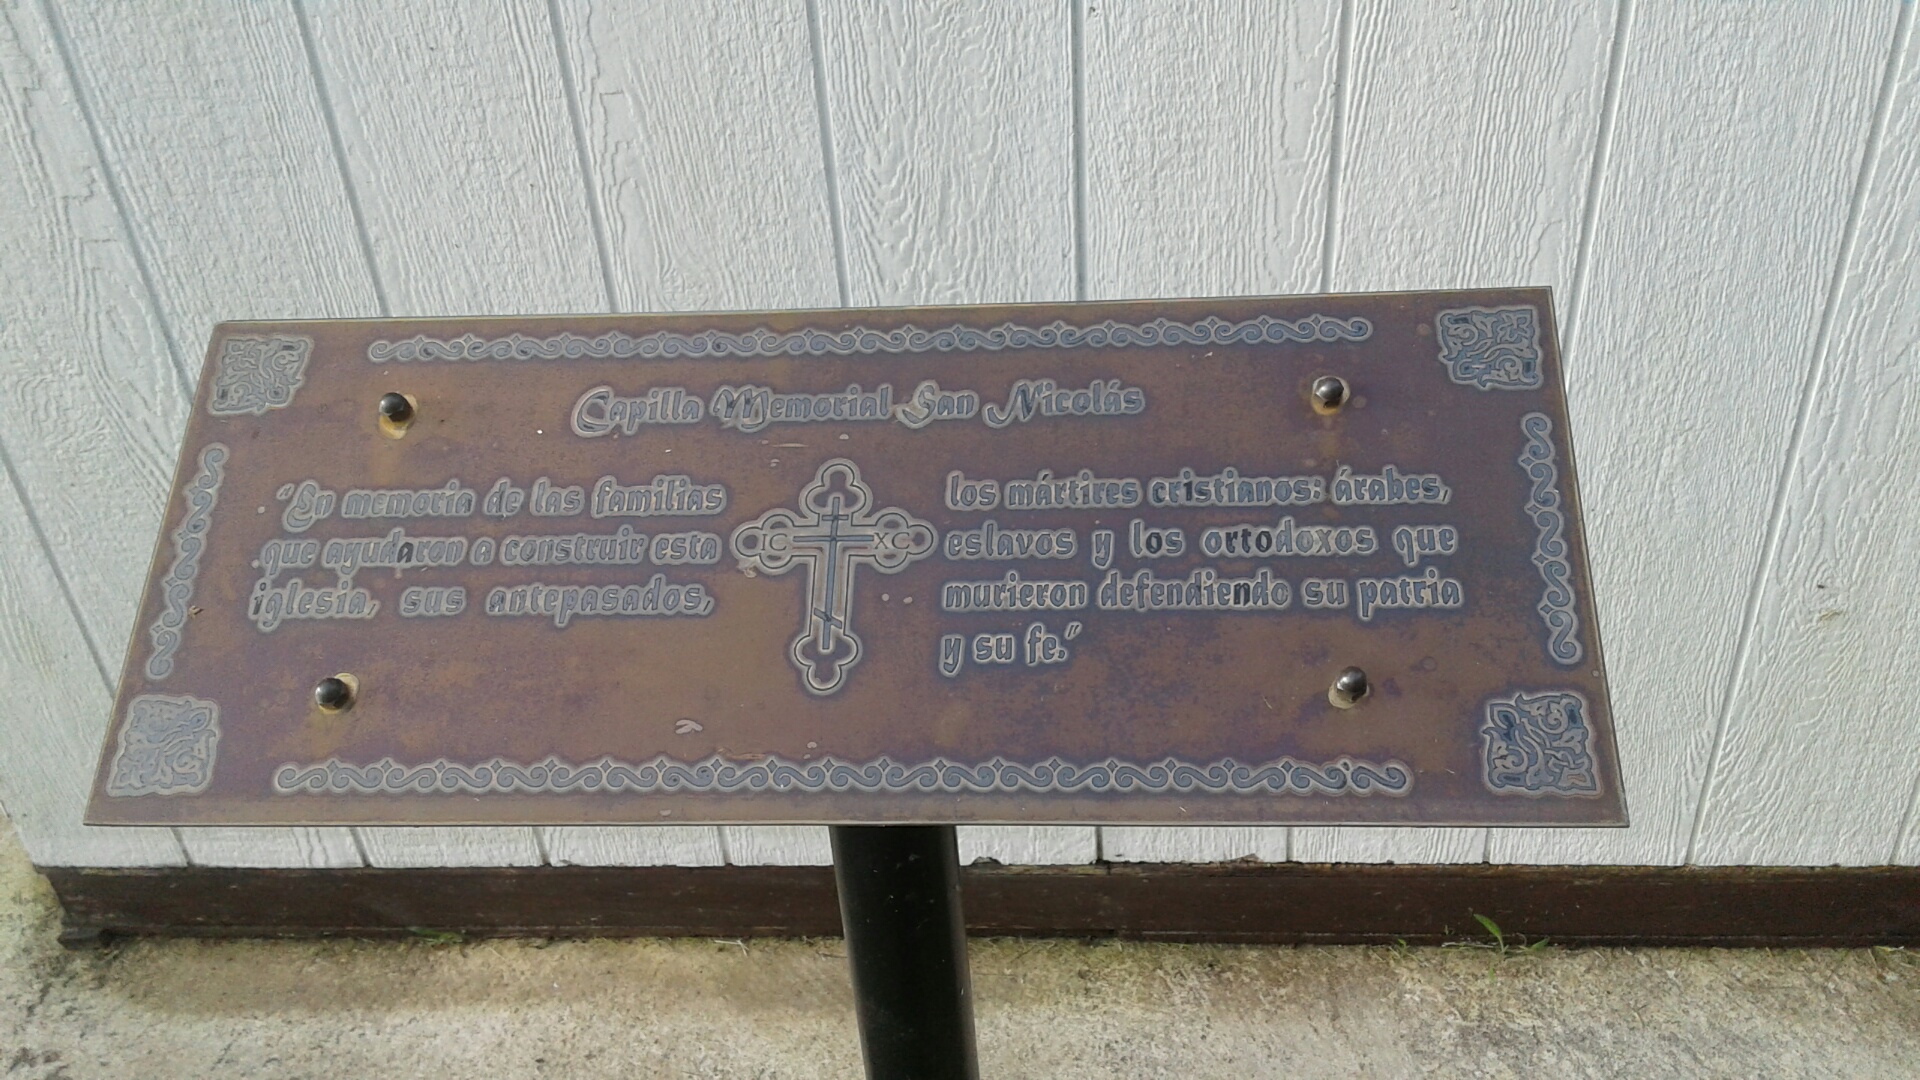 Capilla Memorial San Nicolás
"En memoria de las familias
que ayudaron a construir esta
iglesia, sus antepasados,
IC XC
los mártires cristianos: árabes,
eslavos y los ortodoxos que
murieron defendiendo su patria
y su fe."